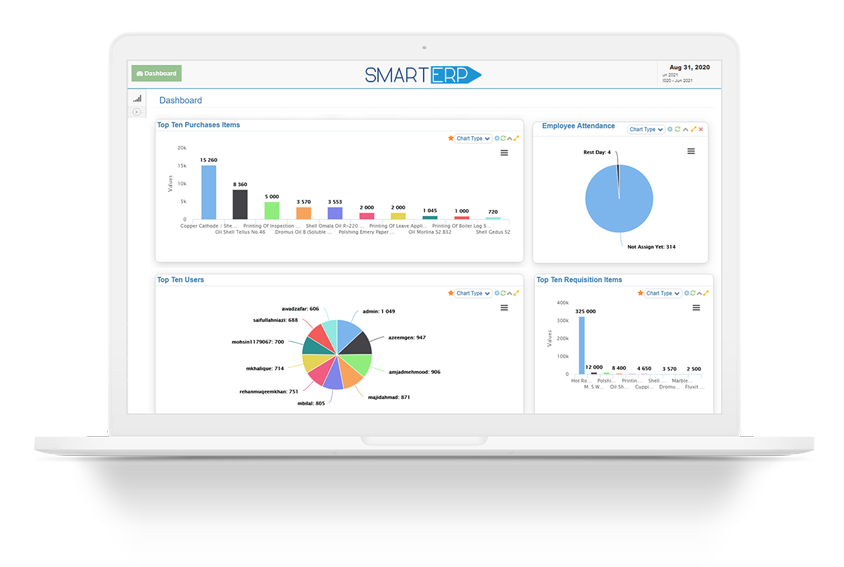 Dashboard
SMARTERP
Aug 31, 2020
un 2021
2020 - Jun 2021
Dashboard
Top Ten Purchases Items
Chart Type
Values
20k
15k
10k
5k
0
15 260
8 360
5 000
3 570
3 553
2 000
2 000
1 045
1 000
720
Copper Cathode / She...
Printing Of Inspection ...
Shell Omala Oil R-220 ...
Printing Of Leave Appli...
Printing Of Boiler Log S...
Oil Shell Tellus No.46
Dromus Oil B (Soluble ...
Polishing Emery Paper ...
Oil Morlina S2 B52
Shell Gadus S2
Employee Attendance
Chart Type
Rest Day: 4
Not Assign Yet: 314
Top Ten Users
Chart Type
awadzafar: 606
admin: 1 049
saifullahniazi: 688
azeemgen: 947
mohsin1179067: 700
mkhalique: 714
amjadmehmood: 906
rehanmuqeemkhan: 751
majidahmad: 871
mbilal: 805
Top Ten Requisition Items
Chart Type
Values
400k
300k
200k
100k
0
325 000
12 000
8 400
4 650
3 570
2 500
Hot Ro...
Polishi...
Printin...
Shell ...
Marble...
M. S W...
Oil Sh...
Cuppi...
Dromu...
Fluxit ...